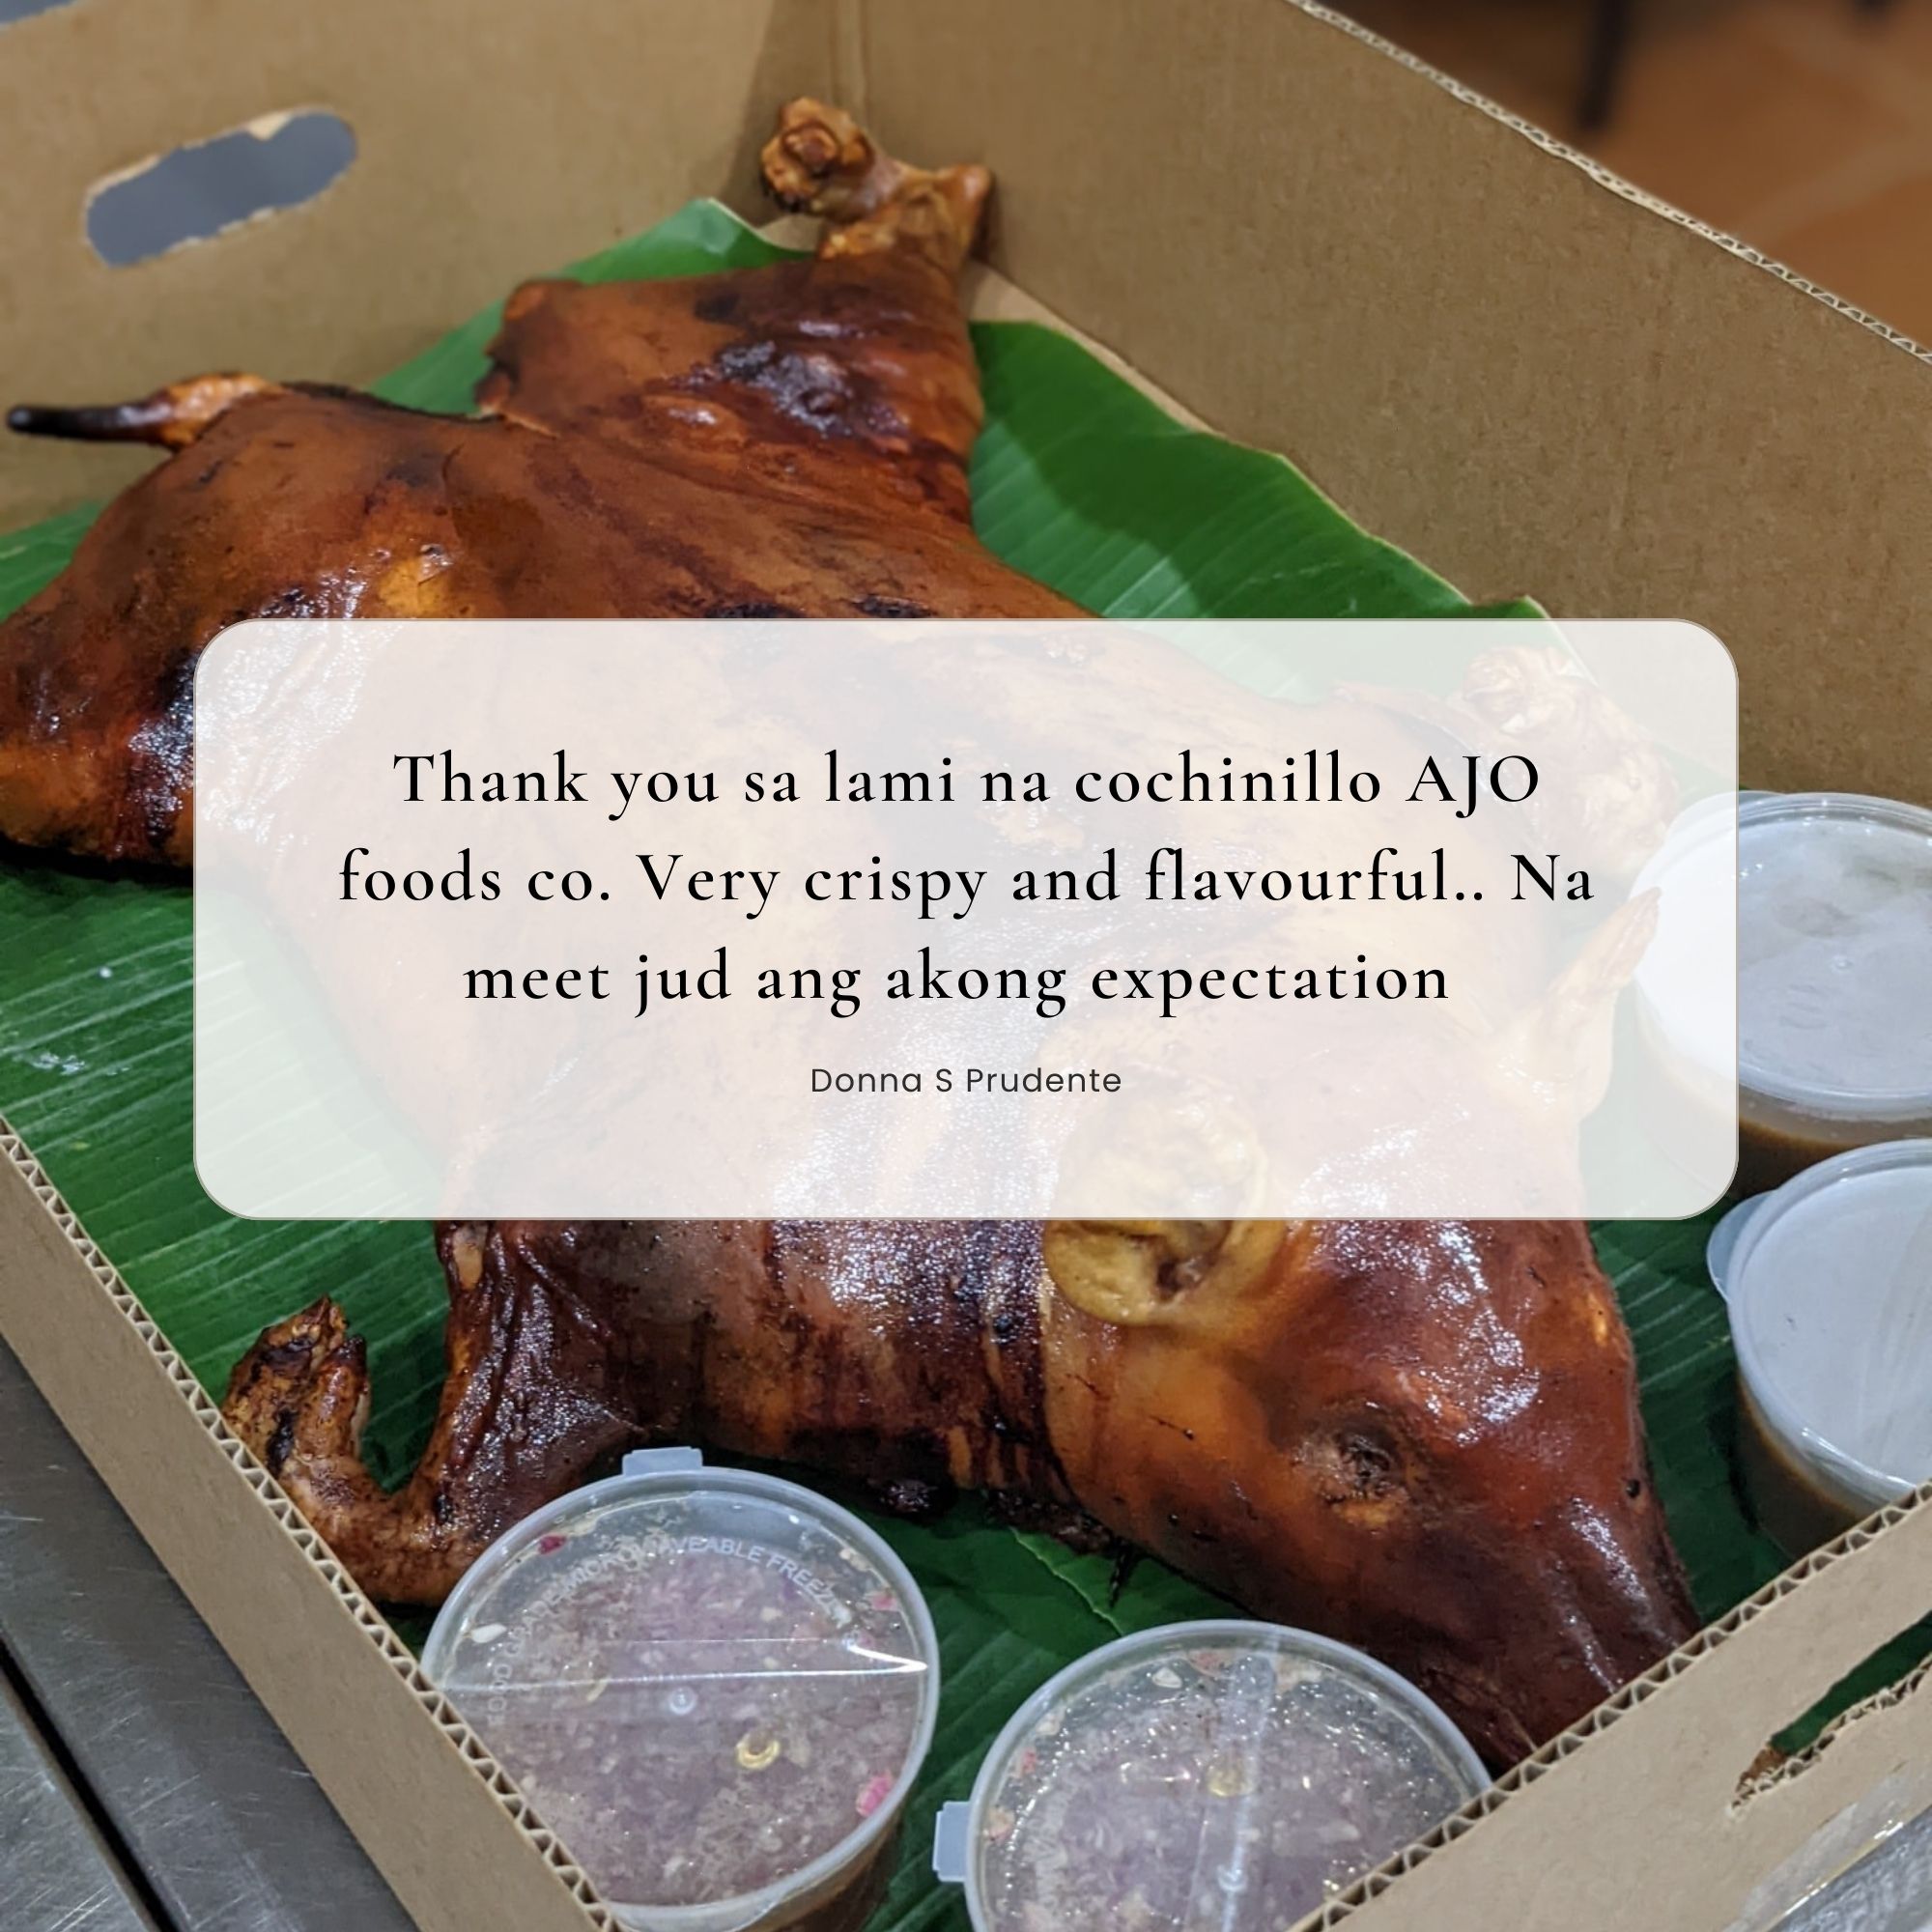 Thank you sa lami na cochinillo AJO
foods co. Very crispy and flavourful.. Na
meet jud ang akong expectation
Donna S Prudente